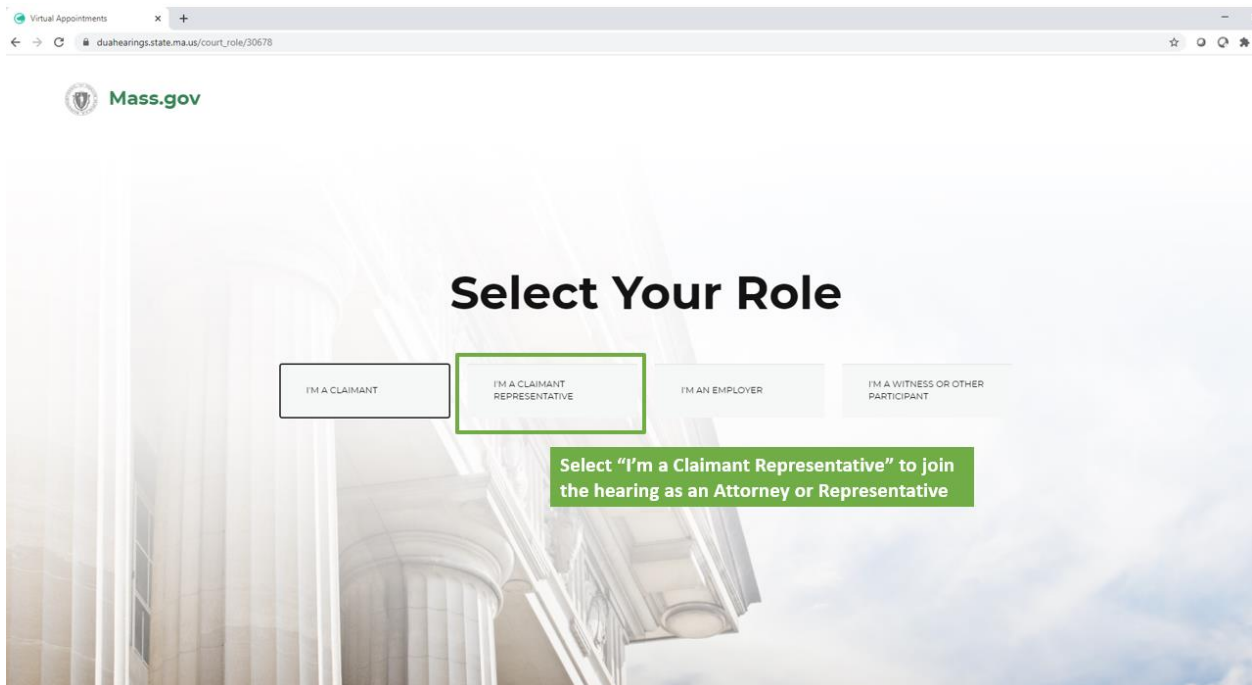 Virtual Appointments
duahearings.state.ma.us/court_role/30678
Mass.gov
Select Your Role
I'M A CLAIMANT
I'M A CLAIMANT
REPRESENTATIVE
I'M AN EMPLOYER
I'M A WITNESS OR OTHER
PARTICIPANT
Select “I’m a Claimant Representative” to join
the hearing as an Attorney or Representative